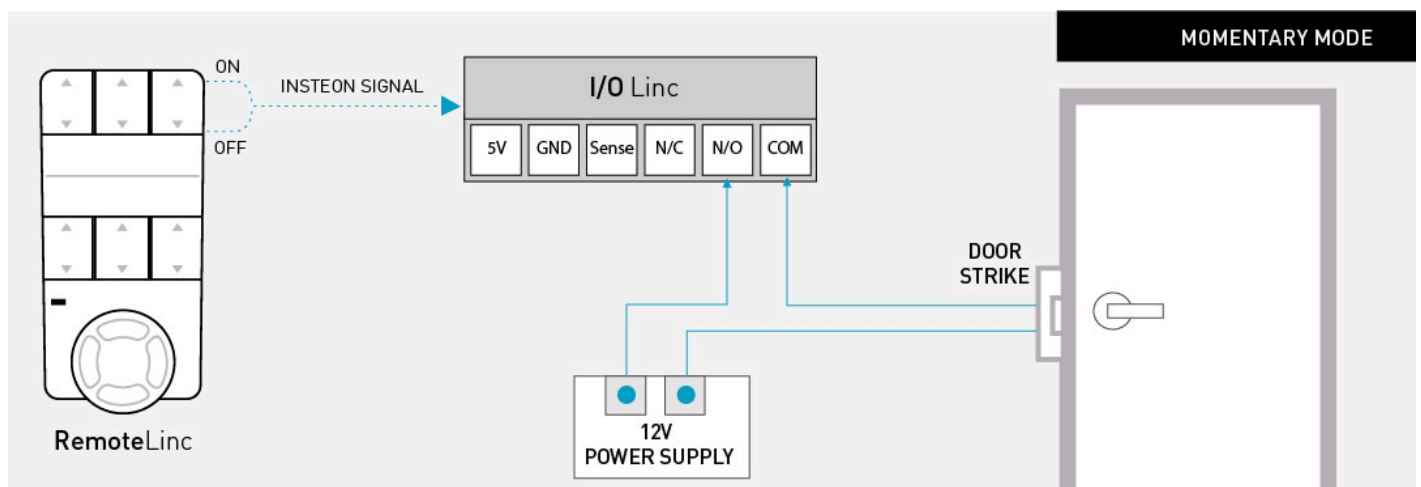 MOMENTARY MODE
ON
INSTEON SIGNAL
OFF
I/O Linc
5V GND Sense N/C N/O COM
DOOR
STRIKE
12V
POWER SUPPLY
RemoteLinc